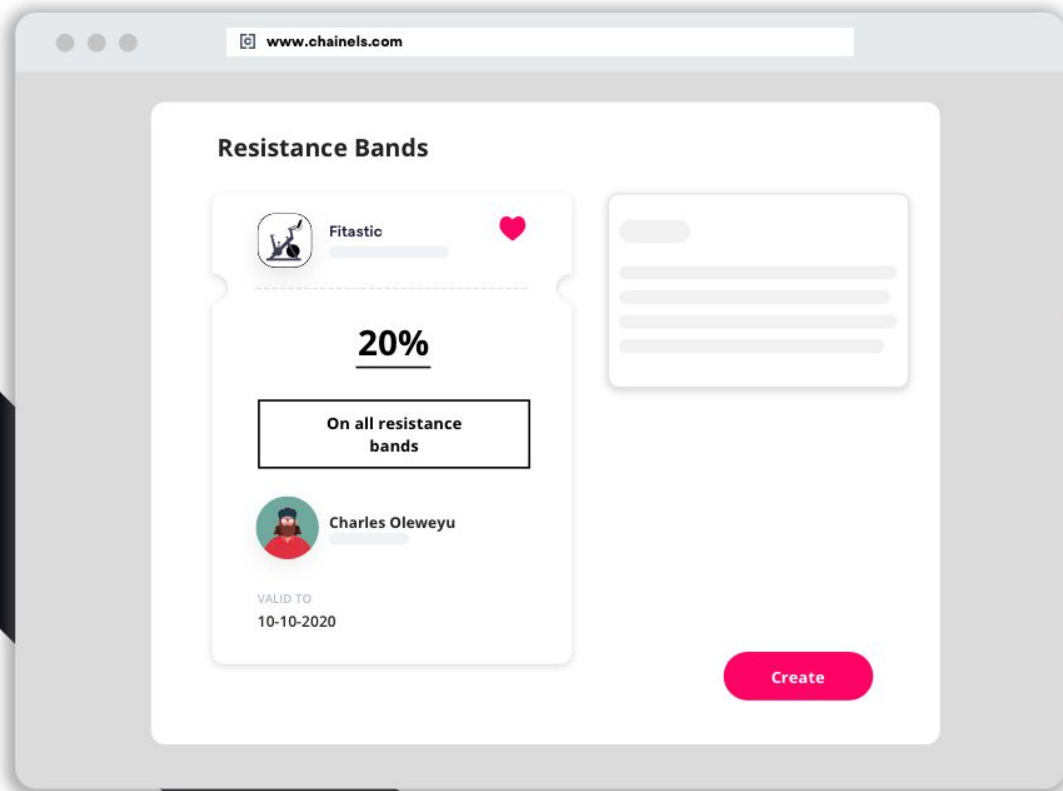 www.chainels.com
Resistance Bands
Fitastic
20%
On all resistance
bands
Charles Oleweyu
VALID TO
10-10-2020
Create